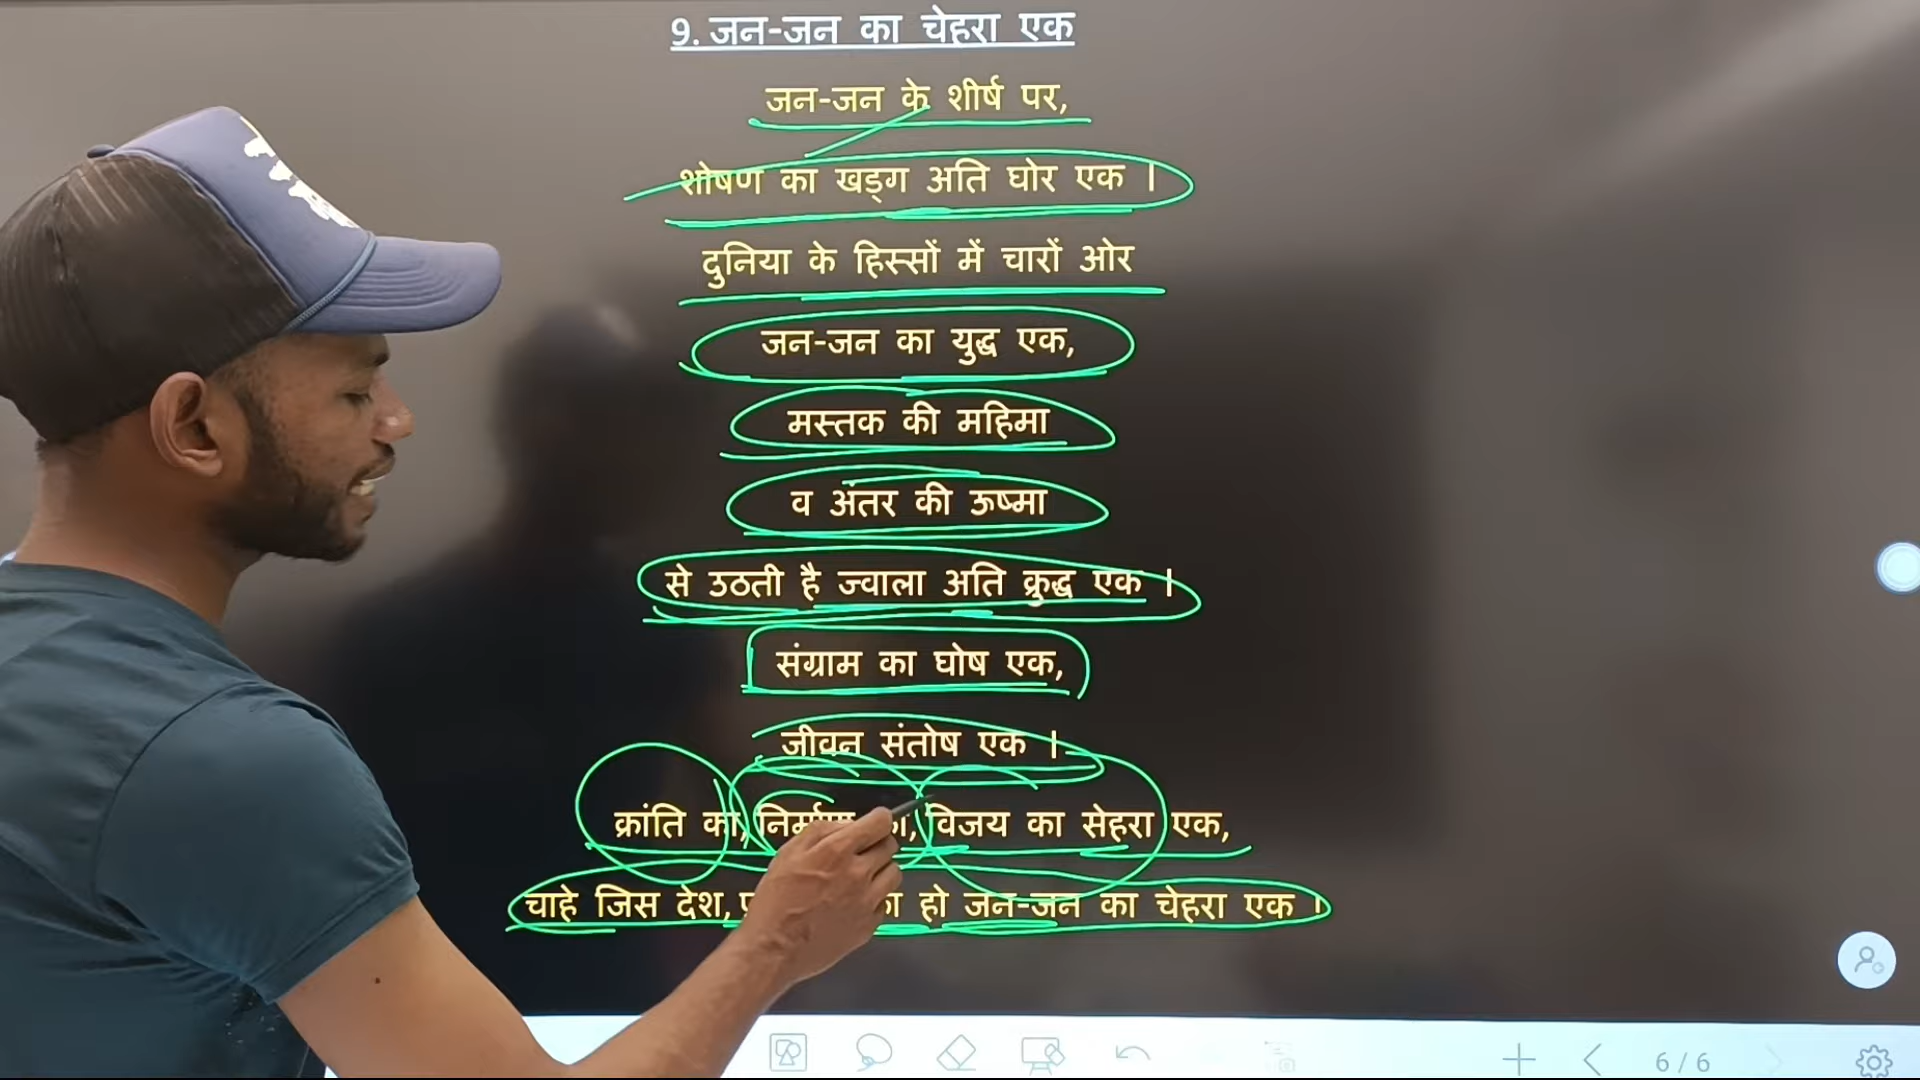 9. जन-जन का चेहरा एक
जन-जन के शीर्ष पर,
शोषण का खड्ग अति घोर एक ।
दुनिया के हिस्सों में चारों ओर
जन-जन का युद्ध एक,
मस्तक की महिमा
व अंतर की ऊष्मा
से उठती है ज्वाला अति क्रुद्ध एक ।
संग्राम का घोष एक,
जीवन संतोष एक ।
क्रांति का, विजय का सेहरा एक,
चाहे जिस देश, हो जन-जन का चेहरा एक ।
6 / 6